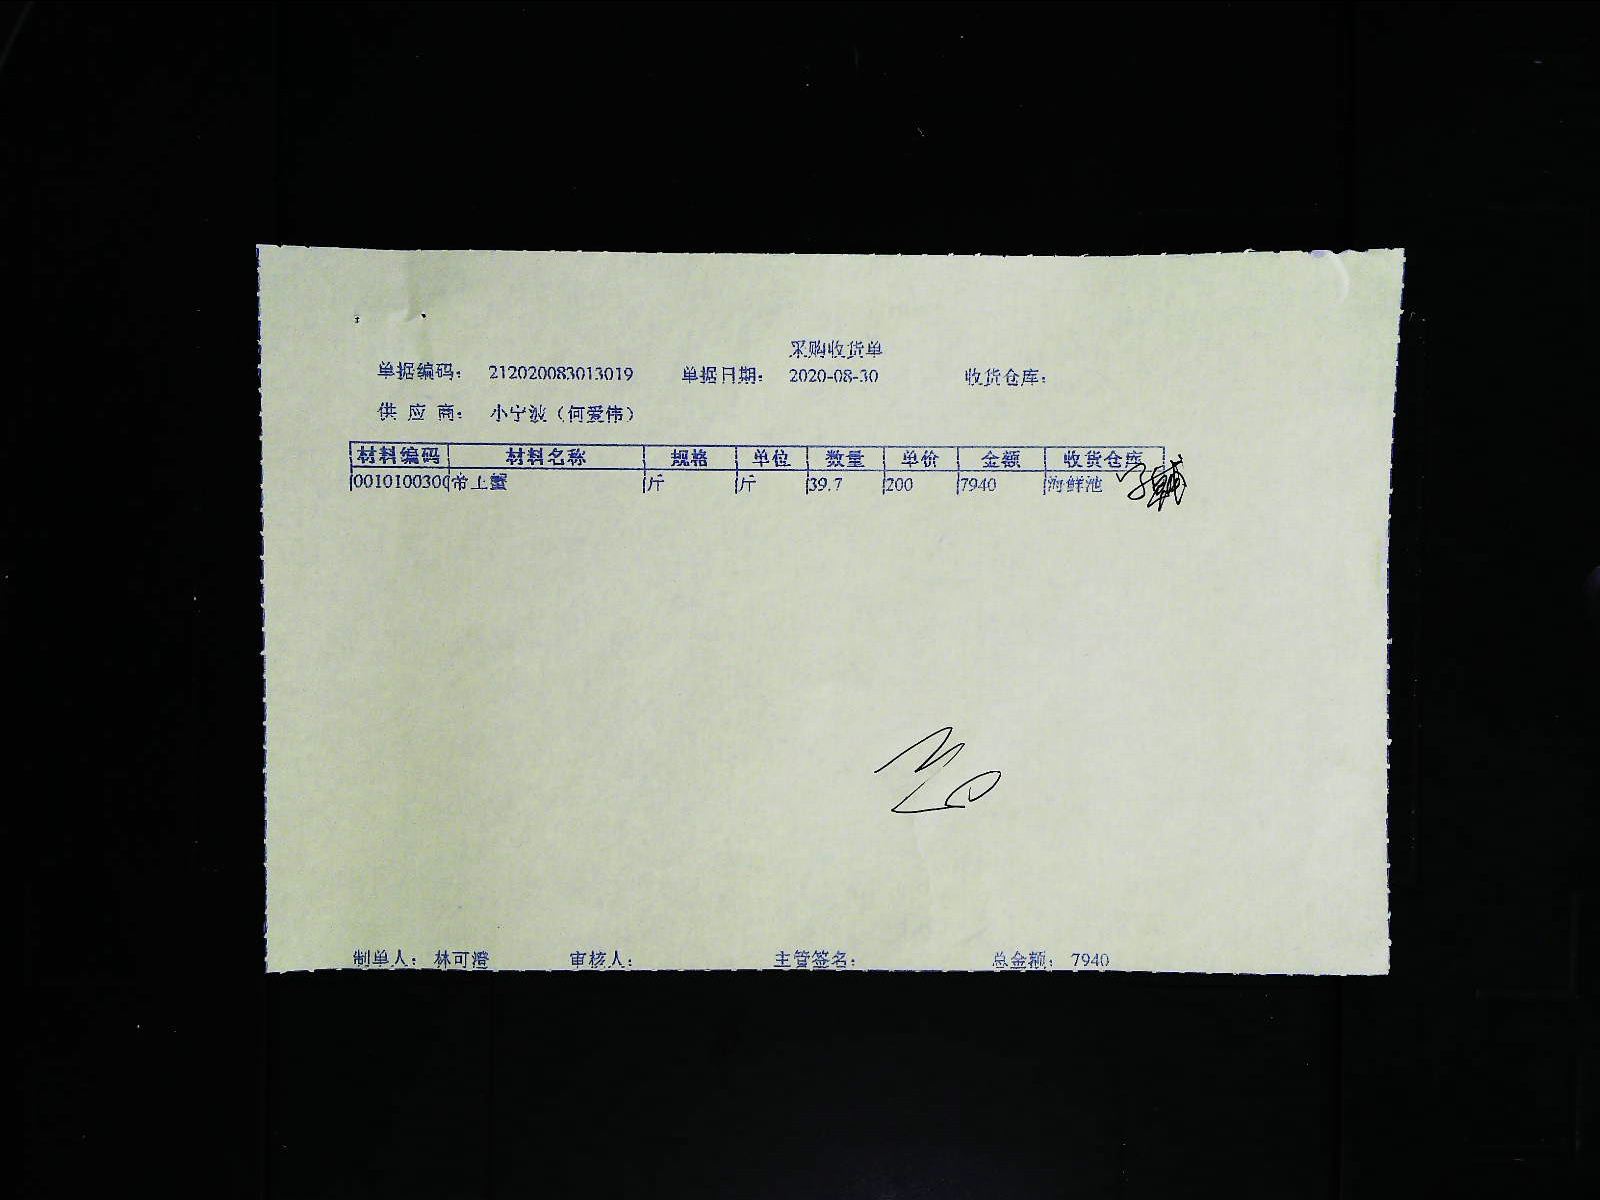 采购收货单
单据编码： 212020083013019 单据日期： 2020-08-30 收货仓库：
供 应 商： 小宁波（何爱伟）
材料编码 材料名称 规格 单位 数量 单价 金额 收货仓库
0010100300 帝王蟹 斤 斤 39.7 200 7940 海鲜池
制单人： 林可澄 审核人： 主管签名： 总金额： 7940